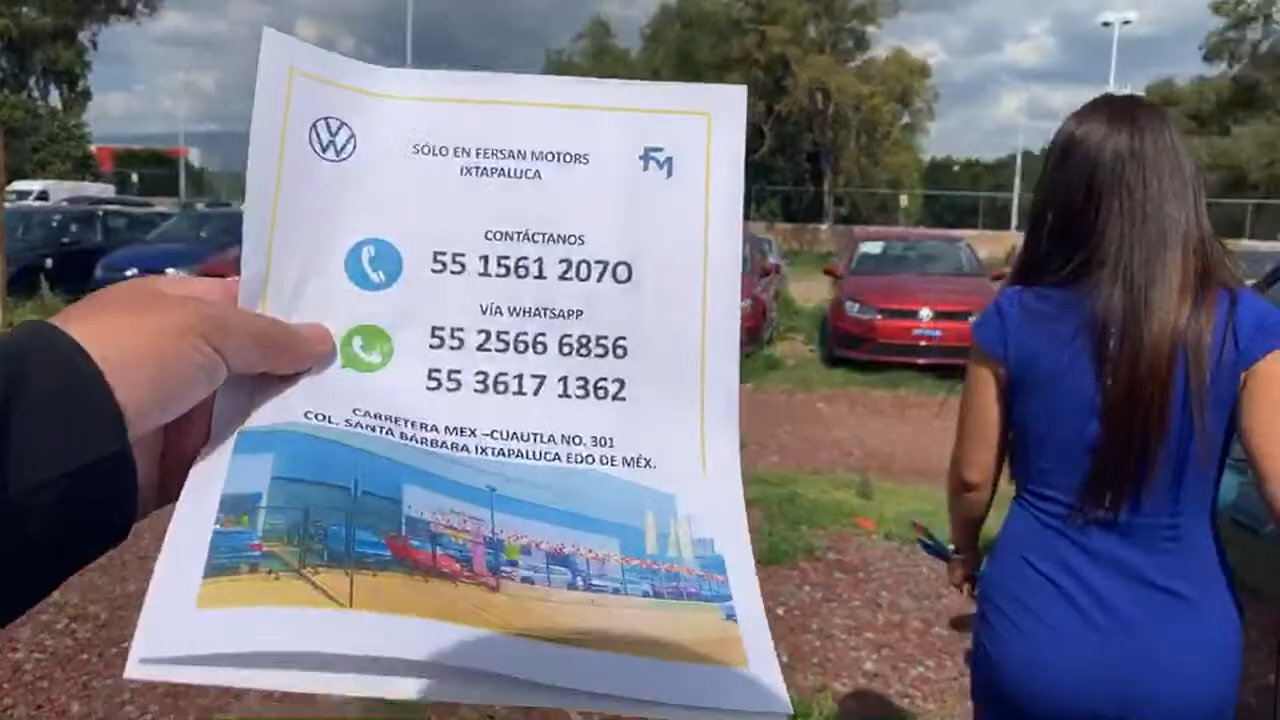 SÓLO EN FERSAN MOTORS
IXTAPALUCA
CONTÁCTANOS
55 1561 2070
VÍA WHATSAPP
55 2566 6856
55 3617 1362
CARRETERA MEX –CUAUTLA NO. 301
COL. SANTA BÁRBARA IXTAPALUCA EDO DE MÉX.